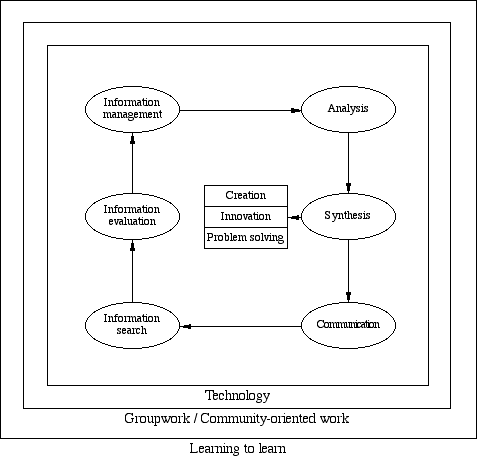 Information
management
Analysis
Creation
Innovation
Problem solving
Information
evaluation
Synthesis
Information
search
Communication
Technology
Groupwork / Community-oriented work
Learning to learn